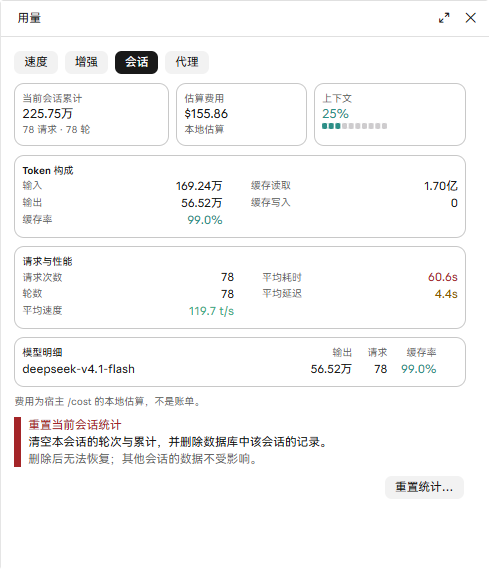 用量
速度 增强 会话 代理
当前会话累计
225.75万
78 请求 · 78 轮
估算费用
$155.86
本地估算
上下文
25%
Token 构成
输入 169.24万 缓存读取 1.70亿
输出 56.52万 缓存写入 0
缓存率 99.0%
请求与性能
请求次数 78 平均耗时 60.6s
轮数 78 平均延迟 4.4s
平均速度 119.7 t/s
模型明细 输出 请求 缓存率
deepseek-v4.1-flash 56.52万 78 99.0%
费用为宿主 /cost 的本地估算，不是账单。
重置当前会话统计
清空本会话的轮次与累计，并删除数据库中该会话的记录。
删除后无法恢复；其他会话的数据不受影响。
重置统计...